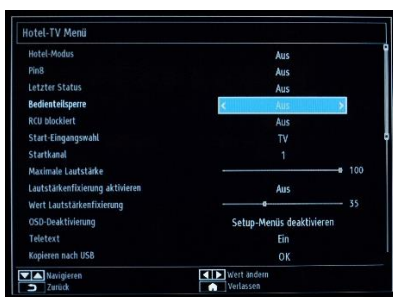 Hotel-TV Menü
Hotel-Modus Aus
Pin8 Aus
Letzter Status Aus
Bedienteilsperre Aus
RCU blockiert Aus
Start-Eingangswahl TV
Startkanal 1
Maximale Lautstärke 100
Lautstärkenfixierung aktivieren Aus
Wert Lautstärkenfixierung 35
OSD-Deaktivierung Setup-Menüs deaktivieren
Teletext Ein
Kopieren nach USB OK
Navigieren Wert ändern
Zurück Verlassen